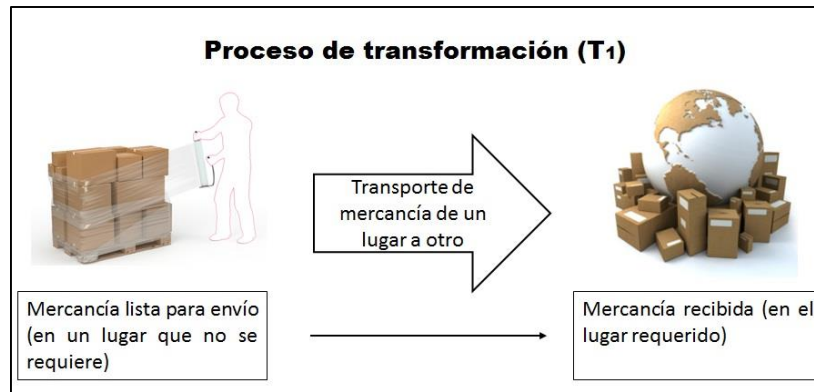 Proceso de transformación (T₁)
Transporte de
mercancía de un
lugar a otro
Mercancía lista para envío
(en un lugar que no se
requiere)
Mercancía recibida (en el
lugar requerido)